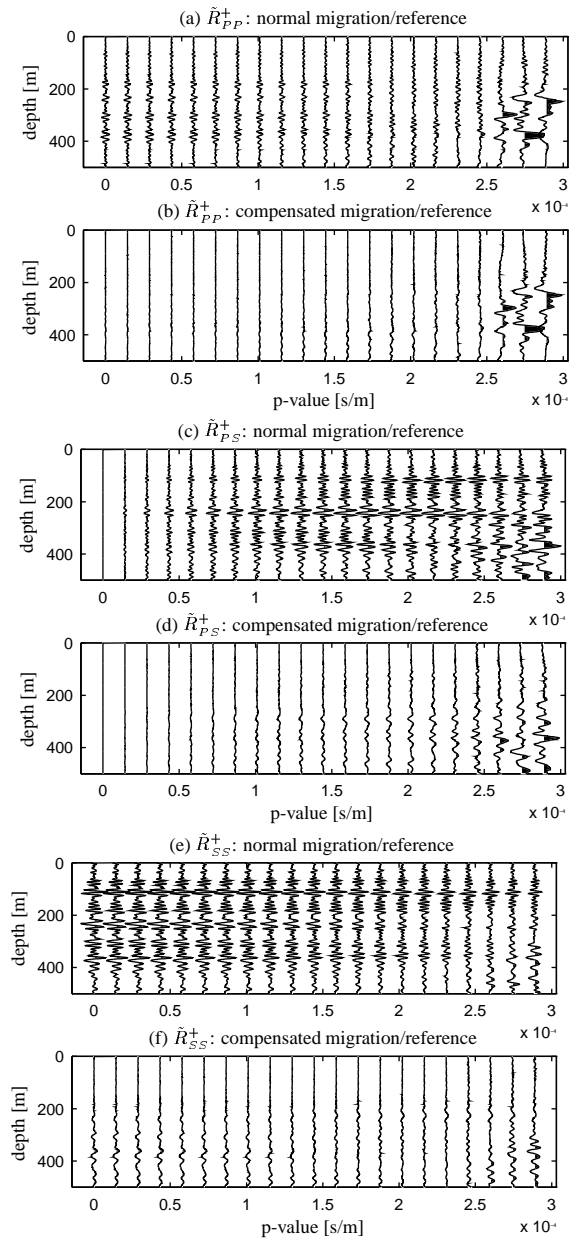 (a) R̃⁺_PP: normal migration/reference
0
200
400
depth [m]
0 0.5 1 1.5 2 2.5 3
x 10⁻⁴
(b) R̃⁺_PP: compensated migration/reference
0
200
400
depth [m]
0 0.5 1 1.5 2 2.5 3
p-value [s/m] x 10⁻⁴
(c) R̃⁺_PS: normal migration/reference
0
200
400
depth [m]
0 0.5 1 1.5 2 2.5 3
x 10⁻⁴
(d) R̃⁺_PS: compensated migration/reference
0
200
400
depth [m]
0 0.5 1 1.5 2 2.5 3
p-value [s/m] x 10⁻⁴
(e) R̃⁺_SS: normal migration/reference
0
200
400
depth [m]
0 0.5 1 1.5 2 2.5 3
x 10⁻⁴
(f) R̃⁺_SS: compensated migration/reference
0
200
400
depth [m]
0 0.5 1 1.5 2 2.5 3
p-value [s/m] x 10⁻⁴